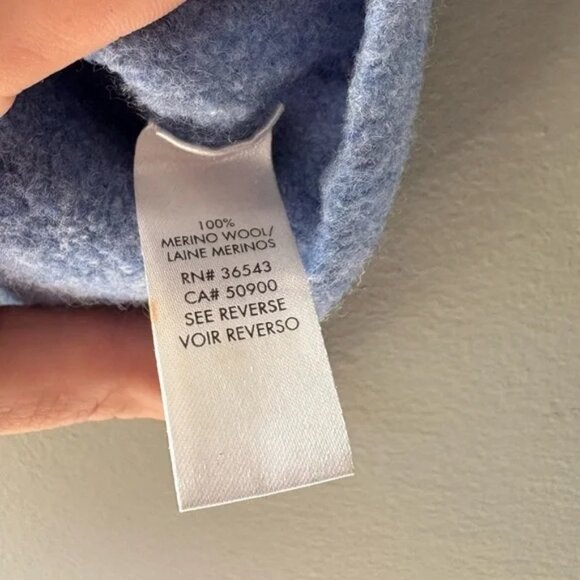 100%
MERINO WOOL/
LAINE MERINOS
RN# 36543
CA# 50900
SEE REVERSE
VOIR REVERSO